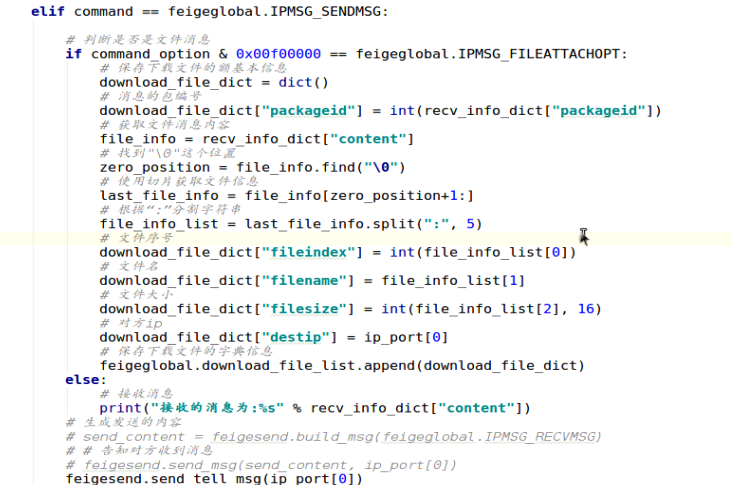 elif command == feigeglobal.IPMSG_SENDMSG:
# 判断是否是文件消息
if command_option & 0x00f00000 == feigeglobal.IPMSG_FILEATTACHOPT:
# 保存下载文件的额基本信息
download_file_dict = dict()
# 消息的包编号
download_file_dict["packageid"] = int(recv_info_dict["packageid"])
# 获取文件消息内容
file_info = recv_info_dict["content"]
# 找到"\0"这个位置
zero_position = file_info.find("\0")
# 使用切片获取文件信息
last_file_info = file_info[zero_position+1:]
# 根据“:”分割字符串
file_info_list = last_file_info.split(":", 5)
# 文件序号
download_file_dict["fileindex"] = int(file_info_list[0])
# 文件名
download_file_dict["filename"] = file_info_list[1]
# 文件大小
download_file_dict["filesize"] = int(file_info_list[2], 16)
# 对方ip
download_file_dict["destip"] = ip_port[0]
# 保存下载文件的字典信息
feigeglobal.download_file_list.append(download_file_dict)
else:
# 接收消息
print("接收的消息为:%s" % recv_info_dict["content"])
# 生成发送的内容
# send_content = feigesend.build_msg(feigeglobal.IPMSG_RECVMSG)
# # 告知对方收到消息
# feigesend.send_msg(send_content, ip_port[0])
feigesend.send_tell_msg(ip_port[0])